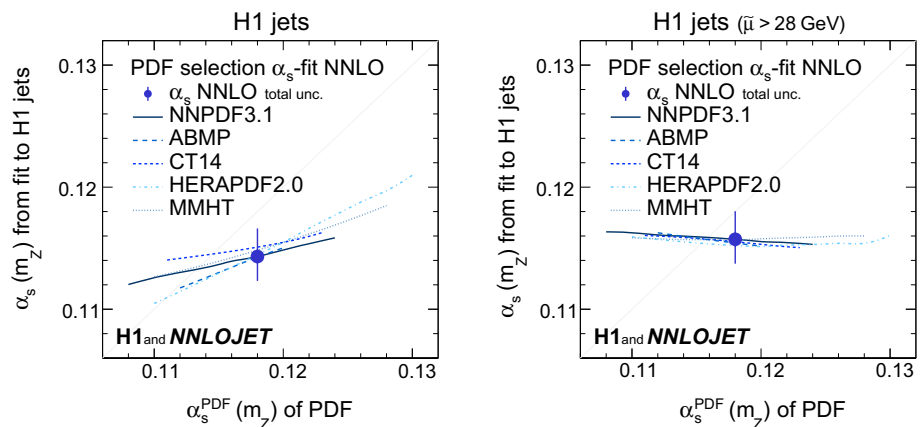 H1 jets
PDF selection αs-fit NNLO
αs NNLO total unc.
NNPDF3.1
ABMP
CT14
HERAPDF2.0
MMHT
H1 and NNLOJET
0.13
0.12
0.11
0.11 0.12 0.13
αs (mZ) from fit to H1 jets
αs^PDF (mZ) of PDF
H1 jets (μ̃ > 28 GeV)
PDF selection αs-fit NNLO
αs NNLO total unc.
NNPDF3.1
ABMP
CT14
HERAPDF2.0
MMHT
H1 and NNLOJET
0.13
0.12
0.11
0.11 0.12 0.13
αs (mZ) from fit to H1 jets
αs^PDF (mZ) of PDF